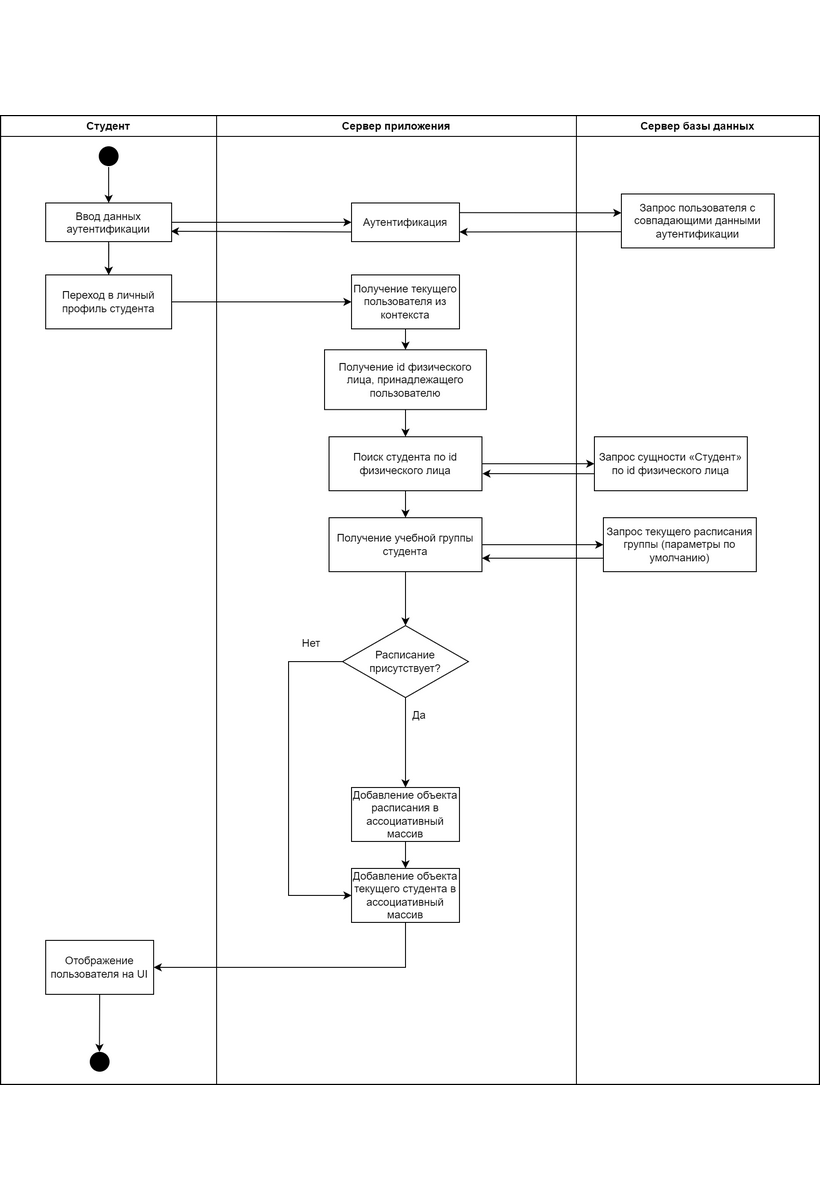 Студент
Сервер приложения
Сервер базы данных
Ввод данных
аутентификации
Аутентификация
Запрос пользователя с
совпадающими данными
аутентификации
Переход в личный
профиль студента
Получение текущего
пользователя из
контекста
Получение id физического
лица, принадлежащего
пользователю
Поиск студента по id
физического лица
Запрос сущности «Студент»
по id физического лица
Получение учебной группы
студента
Запрос текущего расписания
группы (параметры по
умолчанию)
Нет
Расписание
присутствует?
Да
Добавление объекта
расписания в
ассоциативный
массив
Добавление объекта
текущего студента в
ассоциативный
массив
Отображение
пользователя на UI